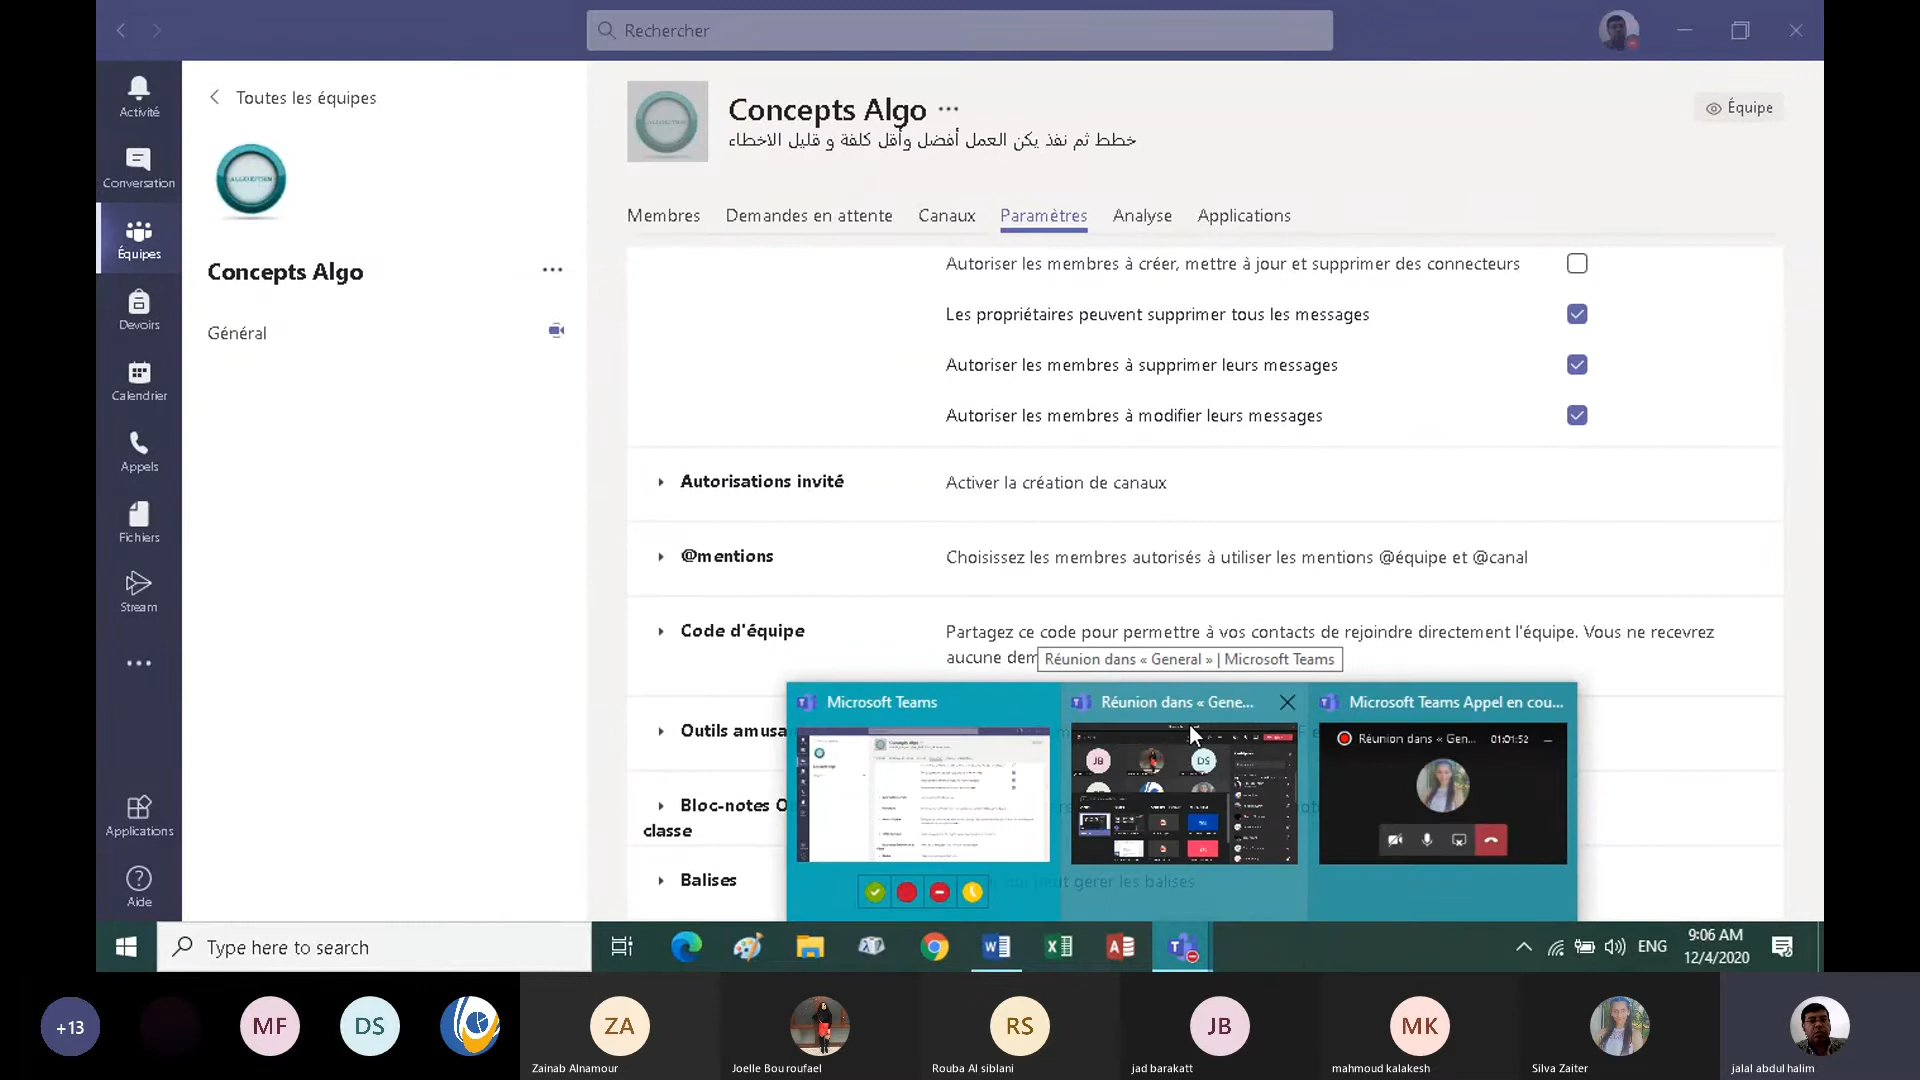 Rechercher
Activité
Conversation
Équipes
Devoirs
Calendrier
Appels
Fichiers
Stream
Applications
Aide
Toutes les équipes
Concepts Algo
Général
Concepts Algo
خطط ثم نفذ يكن العمل أفضل وأقل كلفة و قليل الاخطاء
Équipe
Membres Demandes en attente Canaux Paramètres Analyse Applications
Autoriser les membres à créer, mettre à jour et supprimer des connecteurs
Les propriétaires peuvent supprimer tous les messages
Autoriser les membres à supprimer leurs messages
Autoriser les membres à modifier leurs messages
Autorisations invité Activer la création de canaux
@mentions Choisissez les membres autorisés à utiliser les mentions @équipe et @canal
Code d'équipe Partagez ce code pour permettre à vos contacts de rejoindre directement l'équipe. Vous ne recevrez
aucune dem
Réunion dans « General » | Microsoft Teams
Outils amusa
Bloc-notes O
classe
Balises
peut gérer les balises
Microsoft Teams
Réunion dans « Gene...
Microsoft Teams Appel en cou...
JB DS
Réunion dans « Gen... 01:01:52
Type here to search
ENG
9:06 AM
12/4/2020
+13 MF DS ZA RS JB MK
Zainab Alnamour Joelle Bou roufael Rouba Al siblani jad barakatt mahmoud kalakesh Silva Zaiter jalal abdul halim